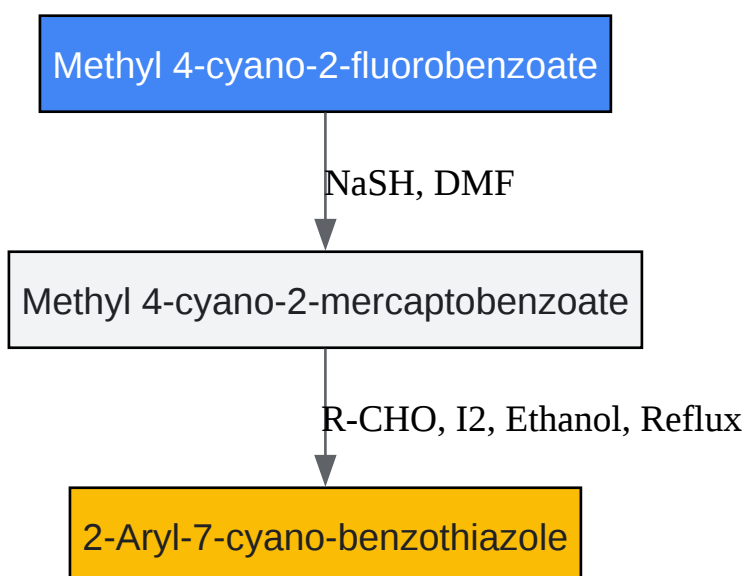 Methyl 4-cyano-2-fluorobenzoate
NaSH, DMF
Methyl 4-cyano-2-mercaptobenzoate
R-CHO, I2, Ethanol, Reflux
2-Aryl-7-cyano-benzothiazole